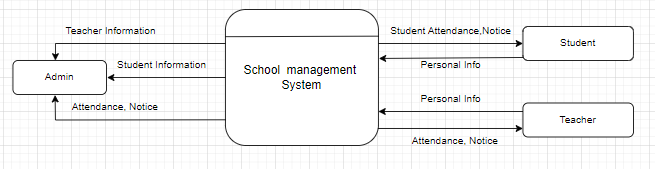 Teacher Information
Student Attendance,Notice
Student
Student Information
Personal Info
Admin
School management
System
Attendance, Notice
Personal Info
Teacher
Attendance, Notice